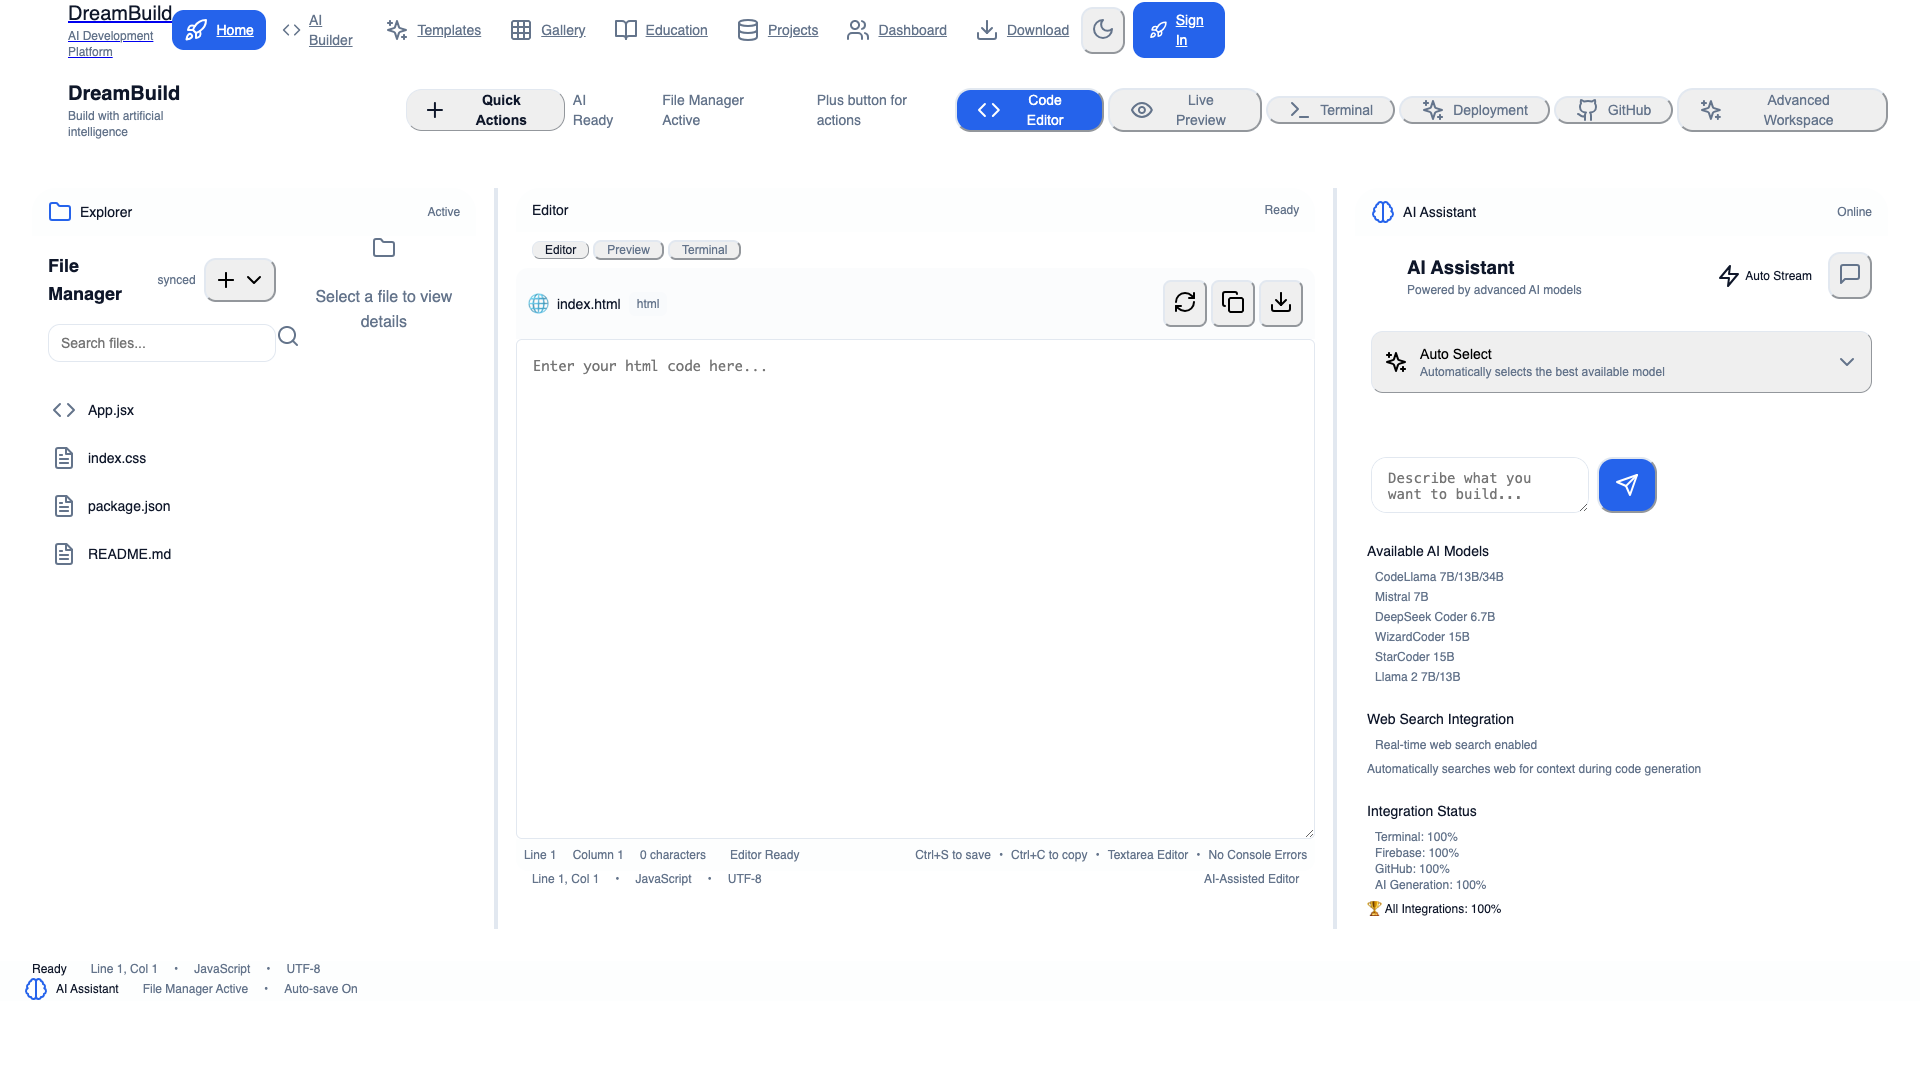 DreamBuild
AI Development
Platform
Home
AI
Builder
Templates
Gallery
Education
Projects
Dashboard
Download
Sign
In
DreamBuild
Build with artificial
intelligence
Quick
Actions
AI
Ready
File Manager
Active
Plus button for
actions
Code
Editor
Live
Preview
Terminal
Deployment
GitHub
Advanced
Workspace
Explorer
Active
File
Manager
synced
Search files...
App.jsx
index.css
package.json
README.md
Select a file to view
details
Editor
Ready
Editor
Preview
Terminal
index.html
html
Enter your html code here...
Line 1
Column 1
0 characters
Editor Ready
Ctrl+S to save • Ctrl+C to copy • Textarea Editor • No Console Errors
Line 1, Col 1 • JavaScript • UTF-8
AI-Assisted Editor
AI Assistant
Online
AI Assistant
Powered by advanced AI models
Auto Stream
Auto Select
Automatically selects the best available model
Describe what you
want to build...
Available AI Models
CodeLlama 7B/13B/34B
Mistral 7B
DeepSeek Coder 6.7B
WizardCoder 15B
StarCoder 15B
Llama 2 7B/13B
Web Search Integration
Real-time web search enabled
Automatically searches web for context during code generation
Integration Status
Terminal: 100%
Firebase: 100%
GitHub: 100%
AI Generation: 100%
🏆 All Integrations: 100%
Ready
Line 1, Col 1 • JavaScript • UTF-8
AI Assistant
File Manager Active • Auto-save On